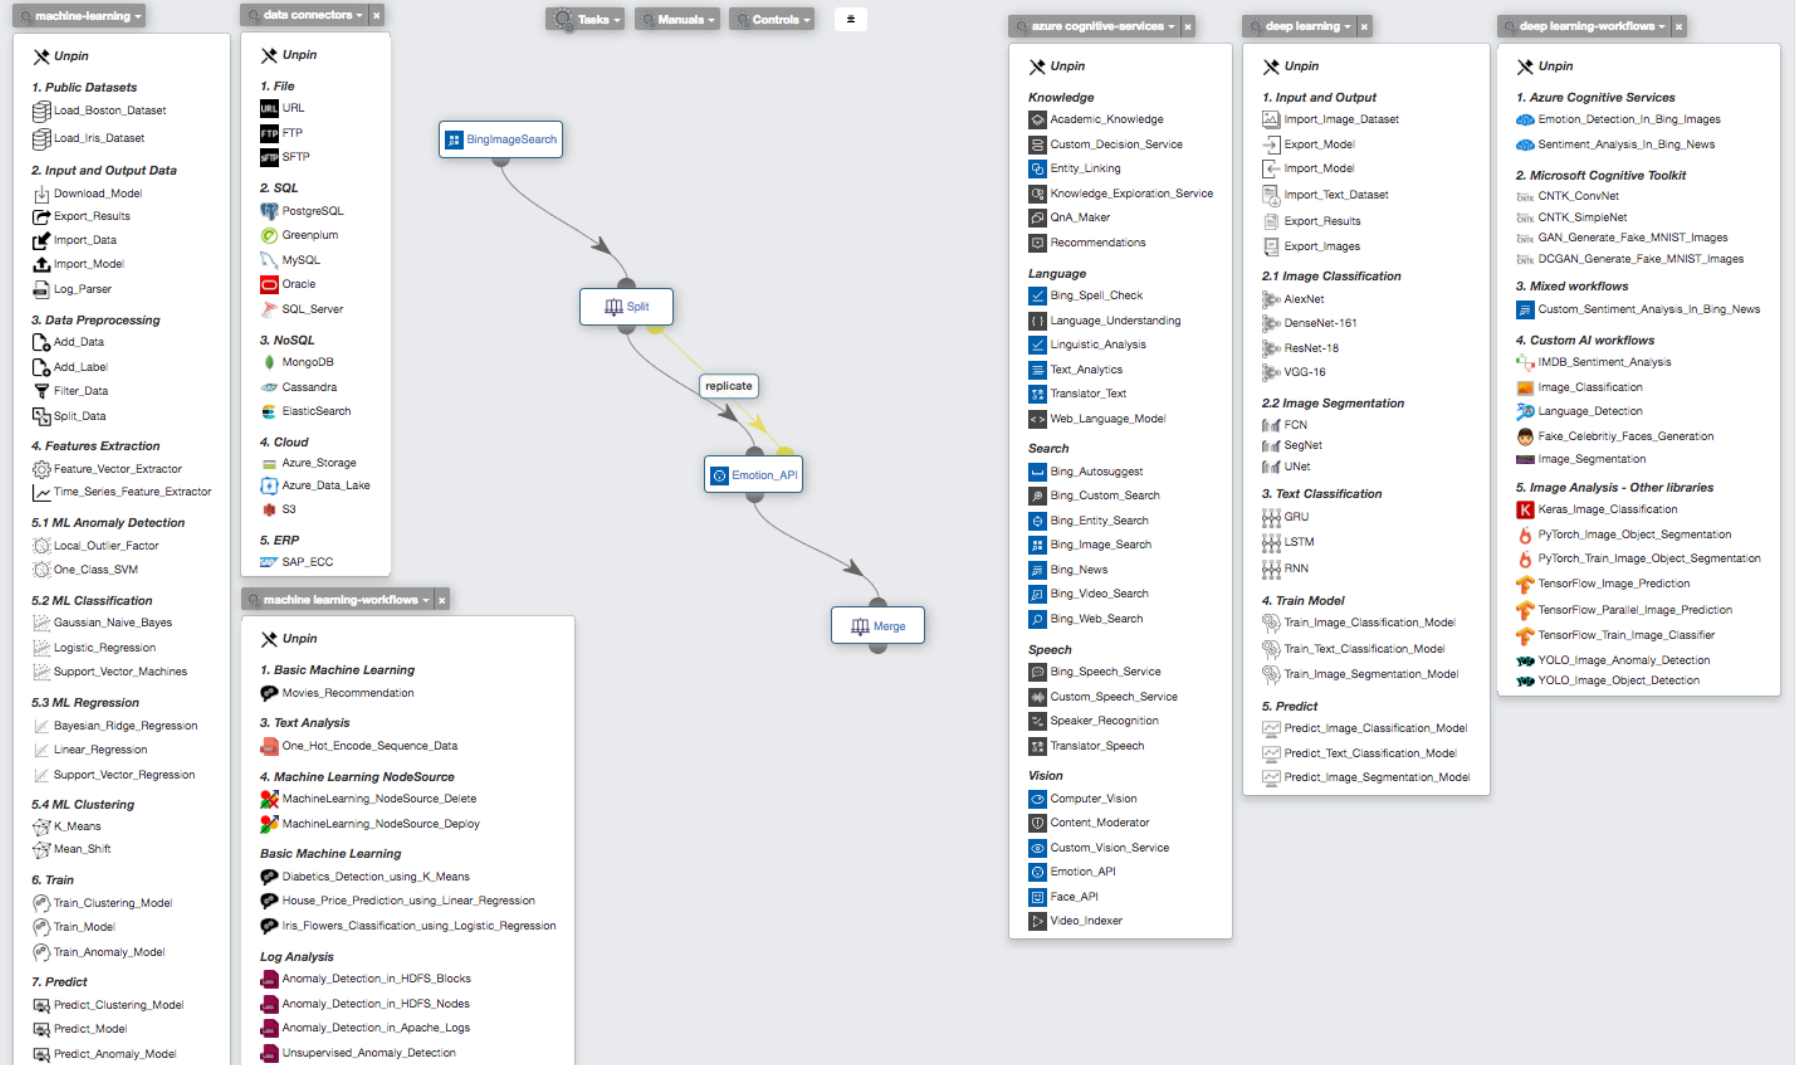 machine-learning
Unpin
1. Public Datasets
Load_Boston_Dataset
Load_Iris_Dataset
2. Input and Output Data
Download_Model
Export_Results
Import_Data
Import_Model
Log_Parser
3. Data Preprocessing
Add_Data
Add_Label
Filter_Data
Split_Data
4. Features Extraction
Feature_Vector_Extractor
Time_Series_Feature_Extractor
5.1 ML Anomaly Detection
Local_Outlier_Factor
One_Class_SVM
5.2 ML Classification
Gaussian_Naive_Bayes
Logistic_Regression
Support_Vector_Machines
5.3 ML Regression
Bayesian_Ridge_Regression
Linear_Regression
Support_Vector_Regression
5.4 ML Clustering
K_Means
Mean_Shift
6. Train
Train_Clustering_Model
Train_Model
Train_Anomaly_Model
7. Predict
Predict_Clustering_Model
Predict_Model
Predict_Anomaly_Model
data connectors ×
Unpin
1. File
URL URL
FTP FTP
SFTP SFTP
2. SQL
PostgreSQL
Greenplum
MySQL
Oracle
SQL_Server
3. NoSQL
MongoDB
Cassandra
ElasticSearch
4. Cloud
Azure_Storage
Azure_Data_Lake
S3
5. ERP
SAP SAP_ECC
machine learning-workflows ×
Unpin
1. Basic Machine Learning
Movies_Recommendation
3. Text Analysis
One_Hot_Encode_Sequence_Data
4. Machine Learning NodeSource
MachineLearning_NodeSource_Delete
MachineLearning_NodeSource_Deploy
Basic Machine Learning
Diabetics_Detection_using_K_Means
House_Price_Prediction_using_Linear_Regression
Iris_Flowers_Classification_using_Logistic_Regression
Log Analysis
Anomaly_Detection_in_HDFS_Blocks
Anomaly_Detection_in_HDFS_Nodes
Anomaly_Detection_in_Apache_Logs
Unsupervised_Anomaly_Detection
Tasks Manuals Controls
BingImageSearch
Split
replicate
Emotion_API
Merge
azure cognitive-services ×
Unpin
Knowledge
Academic_Knowledge
Custom_Decision_Service
Entity_Linking
Knowledge_Exploration_Service
QnA_Maker
Recommendations
Language
Bing_Spell_Check
Language_Understanding
Linguistic_Analysis
Text_Analytics
Translator_Text
Web_Language_Model
Search
Bing_Autosuggest
Bing_Custom_Search
Bing_Entity_Search
Bing_Image_Search
Bing_News
Bing_Video_Search
Bing_Web_Search
Speech
Bing_Speech_Service
Custom_Speech_Service
Speaker_Recognition
Translator_Speech
Vision
Computer_Vision
Content_Moderator
Custom_Vision_Service
Emotion_API
Face_API
Video_Indexer
deep learning ×
Unpin
1. Input and Output
Import_Image_Dataset
Export_Model
Import_Model
Import_Text_Dataset
Export_Results
Export_Images
2.1 Image Classification
AlexNet
DenseNet-161
ResNet-18
VGG-16
2.2 Image Segmentation
FCN
SegNet
UNet
3. Text Classification
GRU
LSTM
RNN
4. Train Model
Train_Image_Classification_Model
Train_Text_Classification_Model
Train_Image_Segmentation_Model
5. Predict
Predict_Image_Classification_Model
Predict_Text_Classification_Model
Predict_Image_Segmentation_Model
deep learning-workflows ×
Unpin
1. Azure Cognitive Services
Emotion_Detection_In_Bing_Images
Sentiment_Analysis_In_Bing_News
2. Microsoft Cognitive Toolkit
CNTK CNTK_ConvNet
CNTK CNTK_SimpleNet
CNTK GAN_Generate_Fake_MNIST_Images
CNTK DCGAN_Generate_Fake_MNIST_Images
3. Mixed workflows
Custom_Sentiment_Analysis_In_Bing_News
4. Custom AI workflows
IMDB_Sentiment_Analysis
Image_Classification
Language_Detection
Fake_Celebritiy_Faces_Generation
Image_Segmentation
5. Image Analysis - Other libraries
K Keras_Image_Classification
PyTorch_Image_Object_Segmentation
PyTorch_Train_Image_Object_Segmentation
TensorFlow_Image_Prediction
TensorFlow_Parallel_Image_Prediction
TensorFlow_Train_Image_Classifier
YOLO_Image_Anomaly_Detection
YOLO_Image_Object_Detection